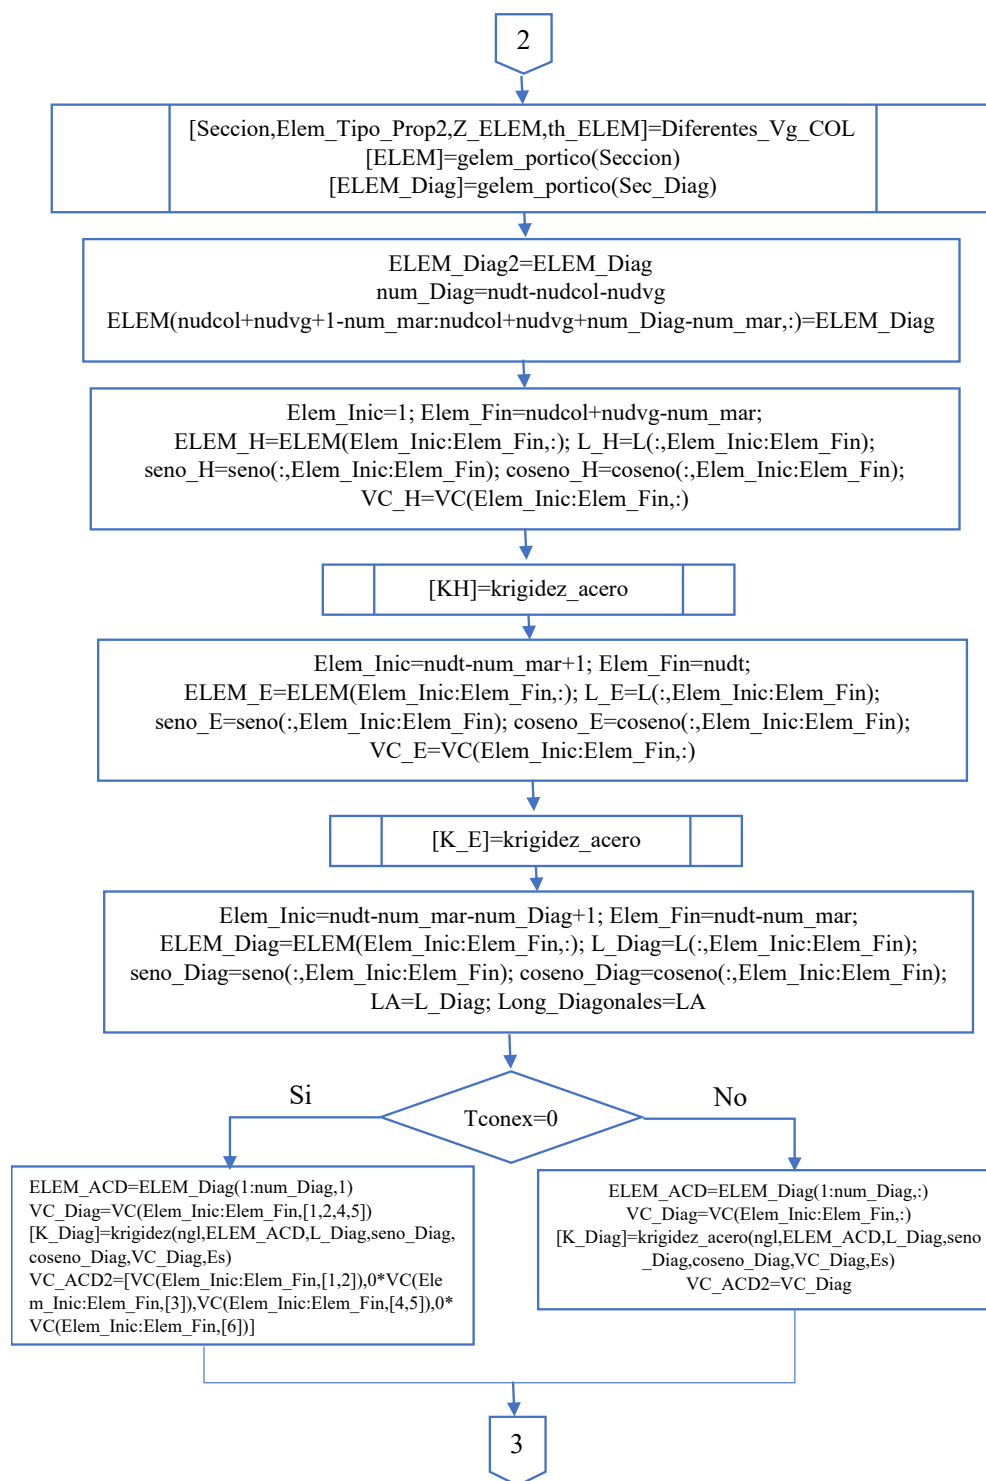 2
[Seccion,Elem_Tipo_Prop2,Z_ELEM,th_ELEM]=Diferentes_Vg_COL
[ELEM]=gelem_portico(Seccion)
[ELEM_Diag]=gelem_portico(Sec_Diag)
ELEM_Diag2=ELEM_Diag
num_Diag=nudt-nudcol-nudvg
ELEM(nudcol+nudvg+1-num_mar:nudcol+nudvg+num_Diag-num_mar,:)=ELEM_Diag
Elem_Inic=1; Elem_Fin=nudcol+nudvg-num_mar;
ELEM_H=ELEM(Elem_Inic:Elem_Fin,:); L_H=L(:,Elem_Inic:Elem_Fin);
seno_H=seno(:,Elem_Inic:Elem_Fin); coseno_H=coseno(:,Elem_Inic:Elem_Fin);
VC_H=VC(Elem_Inic:Elem_Fin,:)
[KH]=krigidez_acero
Elem_Inic=nudt-num_mar+1; Elem_Fin=nudt;
ELEM_E=ELEM(Elem_Inic:Elem_Fin,:); L_E=L(:,Elem_Inic:Elem_Fin);
seno_E=seno(:,Elem_Inic:Elem_Fin); coseno_E=coseno(:,Elem_Inic:Elem_Fin);
VC_E=VC(Elem_Inic:Elem_Fin,:)
[K_E]=krigidez_acero
Elem_Inic=nudt-num_mar-num_Diag+1; Elem_Fin=nudt-num_mar;
ELEM_Diag=ELEM(Elem_Inic:Elem_Fin,:); L_Diag=L(:,Elem_Inic:Elem_Fin);
seno_Diag=seno(:,Elem_Inic:Elem_Fin); coseno_Diag=coseno(:,Elem_Inic:Elem_Fin);
LA=L_Diag; Long_Diagonales=LA
Si
Tconex=0
No
ELEM_ACD=ELEM_Diag(1:num_Diag,1)
VC_Diag=VC(Elem_Inic:Elem_Fin,[1,2,4,5])
[K_Diag]=krigidez(ngl,ELEM_ACD,L_Diag,seno_Diag,
coseno_Diag,VC_Diag,Es)
VC_ACD2=[VC(Elem_Inic:Elem_Fin,[1,2]),0*VC(Ele
m_Inic:Elem_Fin,[3]),VC(Elem_Inic:Elem_Fin,[4,5]),0*
VC(Elem_Inic:Elem_Fin,[6])]
ELEM_ACD=ELEM_Diag(1:num_Diag,:)
VC_Diag=VC(Elem_Inic:Elem_Fin,:)
[K_Diag]=krigidez_acero(ngl,ELEM_ACD,L_Diag,seno
_Diag,coseno_Diag,VC_Diag,Es)
VC_ACD2=VC_Diag
3